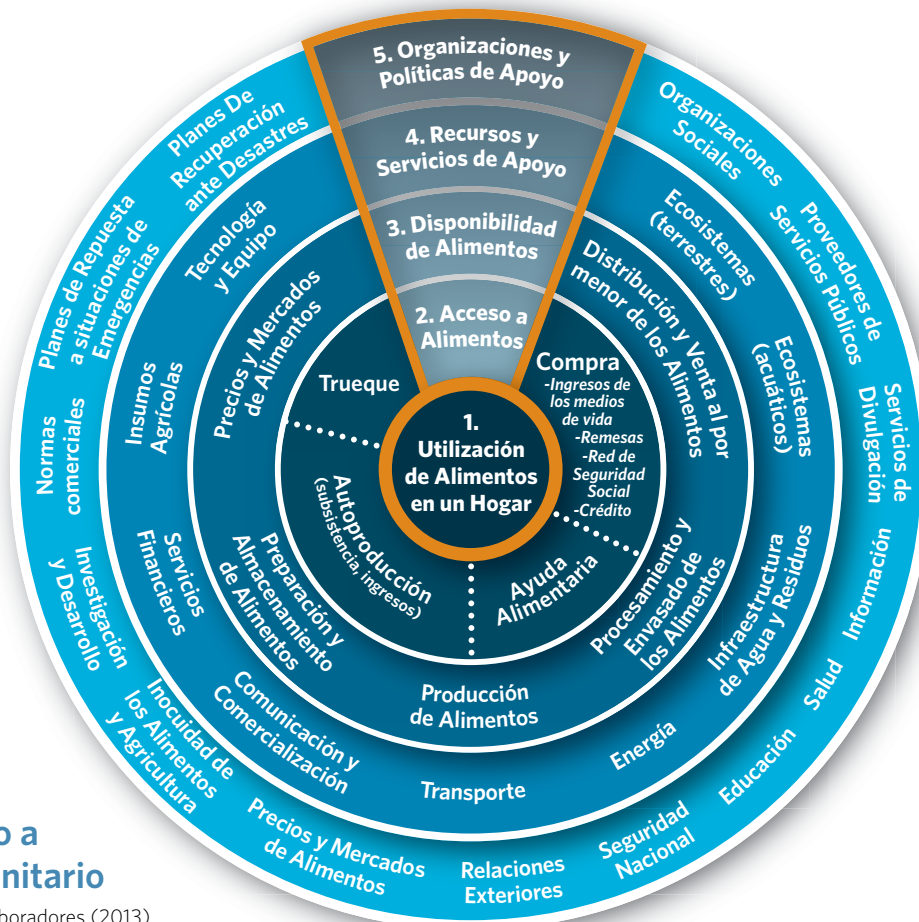 5. Organizaciones y
Políticas de Apoyo
4. Recursos y
Servicios de Apoyo
3. Disponibilidad
de Alimentos
2. Acceso a
Alimentos
1.
Utilización
de Alimentos
en un Hogar
Compra
-Ingresos de
los medios
de vida
-Remesas
-Red de
Seguridad
Social
-Crédito
Ayuda
Alimentaria
Autoproducción
(subsistencia, ingresos)
Trueque
Distribución y Venta al por
menor de los Alimentos
Procesamiento y
Envasado de
los Alimentos
Producción
de Alimentos
Preparación y
Almacenamiento
de Alimentos
Precios y Mercados
de Alimentos
Ecosistemas
(terrestres)
Ecosistemas
(acuáticos)
Infraestructura
de Agua y Residuos
Energía
Transporte
Comunicación y
Comercialización
Servicios
Financieros
Insumos
Agrícolas
Tecnología
y Equipo
Organizaciones
Sociales
Proveedores de
Servicios Públicos
Servicios de
Divulgación
Información
Salud
Educación
Seguridad
Nacional
Relaciones
Exteriores
Precios y Mercados
de Alimentos
Inocuidad de
los Alimentos
y Agricultura
Investigación
y Desarrollo
Normas
comerciales
Planes de Repuesta
a situaciones de
Emergencias
Planes De
Recuperación
ante Desastres
o a
nitario
boradores (2013)